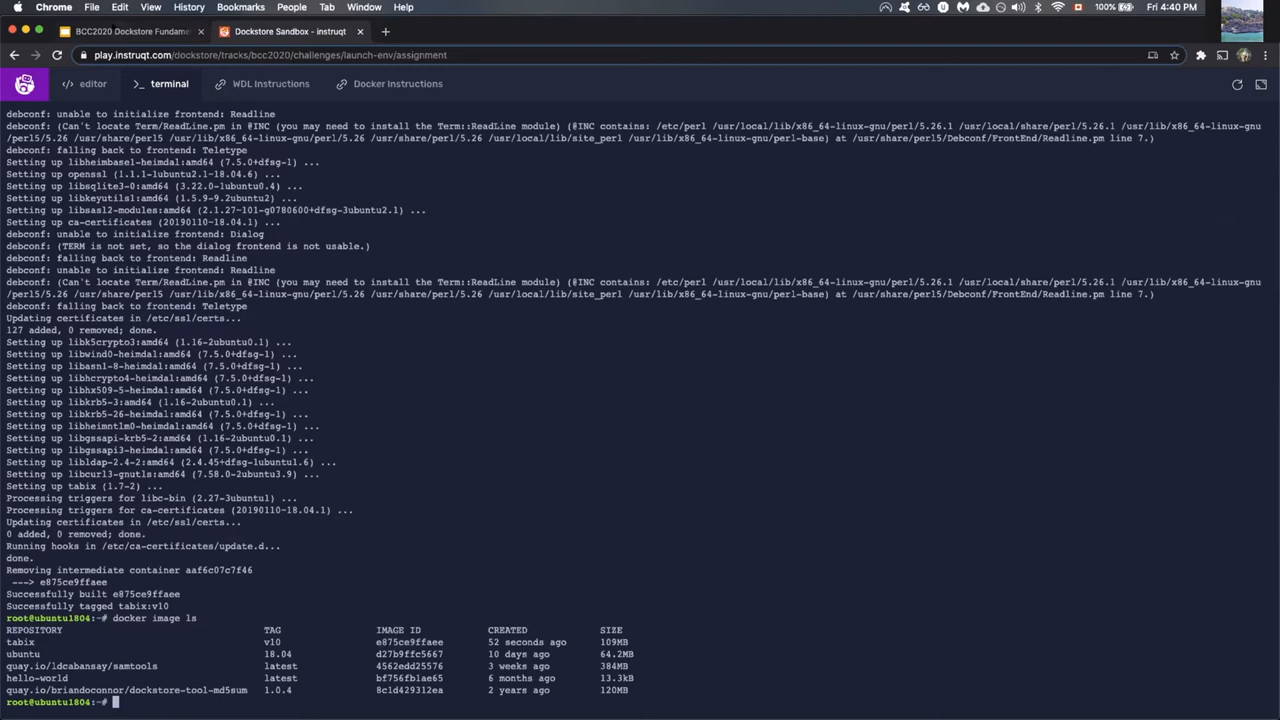 Chrome File Edit View History Bookmarks People Tab Window Help 100% Fri 4:40 PM
BCC2020 Dockstore Fundame Dockstore Sandbox - instruqt
play.instruqt.com/dockstore/tracks/bcc2020/challenges/launch-env/assignment
</> editor >_ terminal WDL Instructions Docker Instructions
debconf: unable to initialize frontend: Readline
debconf: (Can't locate Term/ReadLine.pm in @INC (you may need to install the Term::ReadLine module) (@INC contains: /etc/perl /usr/local/lib/x86_64-linux-gnu/perl/5.26.1 /usr/local/share/perl/5.26.1 /usr/lib/x86_64-linux-gnu
/perl5/5.26 /usr/share/perl5 /usr/lib/x86_64-linux-gnu/perl/5.26 /usr/share/perl/5.26 /usr/local/lib/site_perl /usr/lib/x86_64-linux-gnu/perl-base) at /usr/share/perl5/Debconf/FrontEnd/Readline.pm line 7.)
debconf: falling back to frontend: Teletype
Setting up libheimbase1-heimdal:amd64 (7.5.0+dfsg-1) ...
Setting up openssl (1.1.1-1ubuntu2.1~18.04.6) ...
Setting up libsqlite3-0:amd64 (3.22.0-1ubuntu0.4) ...
Setting up libkeyutils1:amd64 (1.5.9-9.2ubuntu2) ...
Setting up libsasl2-modules:amd64 (2.1.27~101-g0780600+dfsg-3ubuntu2.1) ...
Setting up ca-certificates (20190110~18.04.1) ...
debconf: unable to initialize frontend: Dialog
debconf: (TERM is not set, so the dialog frontend is not usable.)
debconf: falling back to frontend: Readline
debconf: unable to initialize frontend: Readline
debconf: (Can't locate Term/ReadLine.pm in @INC (you may need to install the Term::ReadLine module) (@INC contains: /etc/perl /usr/local/lib/x86_64-linux-gnu/perl/5.26.1 /usr/local/share/perl/5.26.1 /usr/lib/x86_64-linux-gnu
/perl5/5.26 /usr/share/perl5 /usr/lib/x86_64-linux-gnu/perl/5.26 /usr/share/perl/5.26 /usr/local/lib/site_perl /usr/lib/x86_64-linux-gnu/perl-base) at /usr/share/perl5/Debconf/FrontEnd/Readline.pm line 7.)
debconf: falling back to frontend: Teletype
Updating certificates in /etc/ssl/certs...
127 added, 0 removed; done.
Setting up libk5crypto3:amd64 (1.16-2ubuntu0.1) ...
Setting up libwind0-heimdal:amd64 (7.5.0+dfsg-1) ...
Setting up libasn1-8-heimdal:amd64 (7.5.0+dfsg-1) ...
Setting up libhcrypto4-heimdal:amd64 (7.5.0+dfsg-1) ...
Setting up libhx509-5-heimdal:amd64 (7.5.0+dfsg-1) ...
Setting up libkrb5-3:amd64 (1.16-2ubuntu0.1) ...
Setting up libkrb5-26-heimdal:amd64 (7.5.0+dfsg-1) ...
Setting up libheimntlm0-heimdal:amd64 (7.5.0+dfsg-1) ...
Setting up libgssapi-krb5-2:amd64 (1.16-2ubuntu0.1) ...
Setting up libgssapi3-heimdal:amd64 (7.5.0+dfsg-1) ...
Setting up libldap-2.4-2:amd64 (2.4.45+dfsg-1ubuntu1.6) ...
Setting up libcurl3-gnutls:amd64 (7.58.0-2ubuntu3.9) ...
Setting up tabix (1.7-2) ...
Processing triggers for libc-bin (2.27-3ubuntu1) ...
Processing triggers for ca-certificates (20190110~18.04.1) ...
Updating certificates in /etc/ssl/certs...
0 added, 0 removed; done.
Running hooks in /etc/ca-certificates/update.d...
done.
Removing intermediate container aaf6c07c7f46
---> e875ce9ffaee
Successfully built e875ce9ffaee
Successfully tagged tabix:v10
root@ubuntu1804:~# docker image ls
REPOSITORY TAG IMAGE ID CREATED SIZE
tabix v10 e875ce9ffaee 52 seconds ago 109MB
ubuntu 18.04 d27b9ffc5667 10 days ago 64.2MB
quay.io/ldcabansay/samtools latest 4562edd25576 3 weeks ago 384MB
hello-world latest bf756fb1ae65 6 months ago 13.3kB
quay.io/briandoconnor/dockstore-tool-md5sum 1.0.4 8c1d429312ea 2 years ago 120MB
root@ubuntu1804:~#